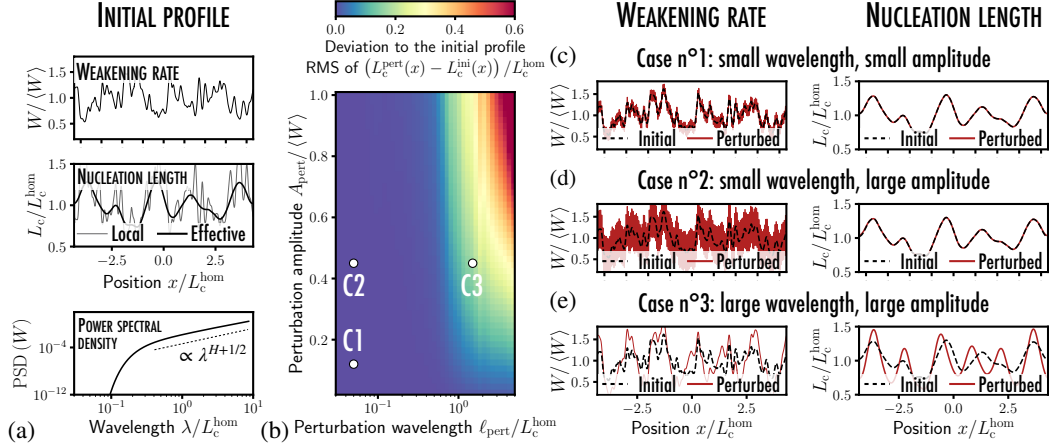 INITIAL PROFILE
WEAKENING RATE
W/⟨W⟩
1.5
1.0
0.5
NUCLEATION LENGTH
L_c/L_c^hom
1.5
1.0
0.5
Local
Effective
−2.5
0.0
2.5
Position x/L_c^hom
POWER SPECTRAL
DENSITY
PSD (W)
10^−4
10^−12
∝ λ^{H+1/2}
10^−1
10^0
10^1
Wavelength λ/L_c^hom
(a)
0.0
0.2
0.4
0.6
Deviation to the initial profile
RMS of (L_c^pert(x) − L_c^ini(x))/L_c^hom
Perturbation amplitude A_pert/⟨W⟩
1.0
0.8
0.6
0.4
0.2
C2
C3
C1
10^−1
10^0
Perturbation wavelength ℓ_pert/L_c^hom
(b)
WEAKENING RATE
NUCLEATION LENGTH
(c)
Case n°1: small wavelength, small amplitude
W/⟨W⟩
1.5
1.0
0.5
Initial
Perturbed
L_c/L_c^hom
1.5
1.0
0.5
Initial
Perturbed
(d)
Case n°2: small wavelength, large amplitude
W/⟨W⟩
1.5
1.0
0.5
Initial
Perturbed
L_c/L_c^hom
1.5
1.0
0.5
Initial
Perturbed
(e)
Case n°3: large wavelength, large amplitude
W/⟨W⟩
1.5
1.0
0.5
Initial
Perturbed
−2.5
0.0
2.5
Position x/L_c^hom
L_c/L_c^hom
1.5
1.0
0.5
Initial
Perturbed
−2.5
0.0
2.5
Position x/L_c^hom